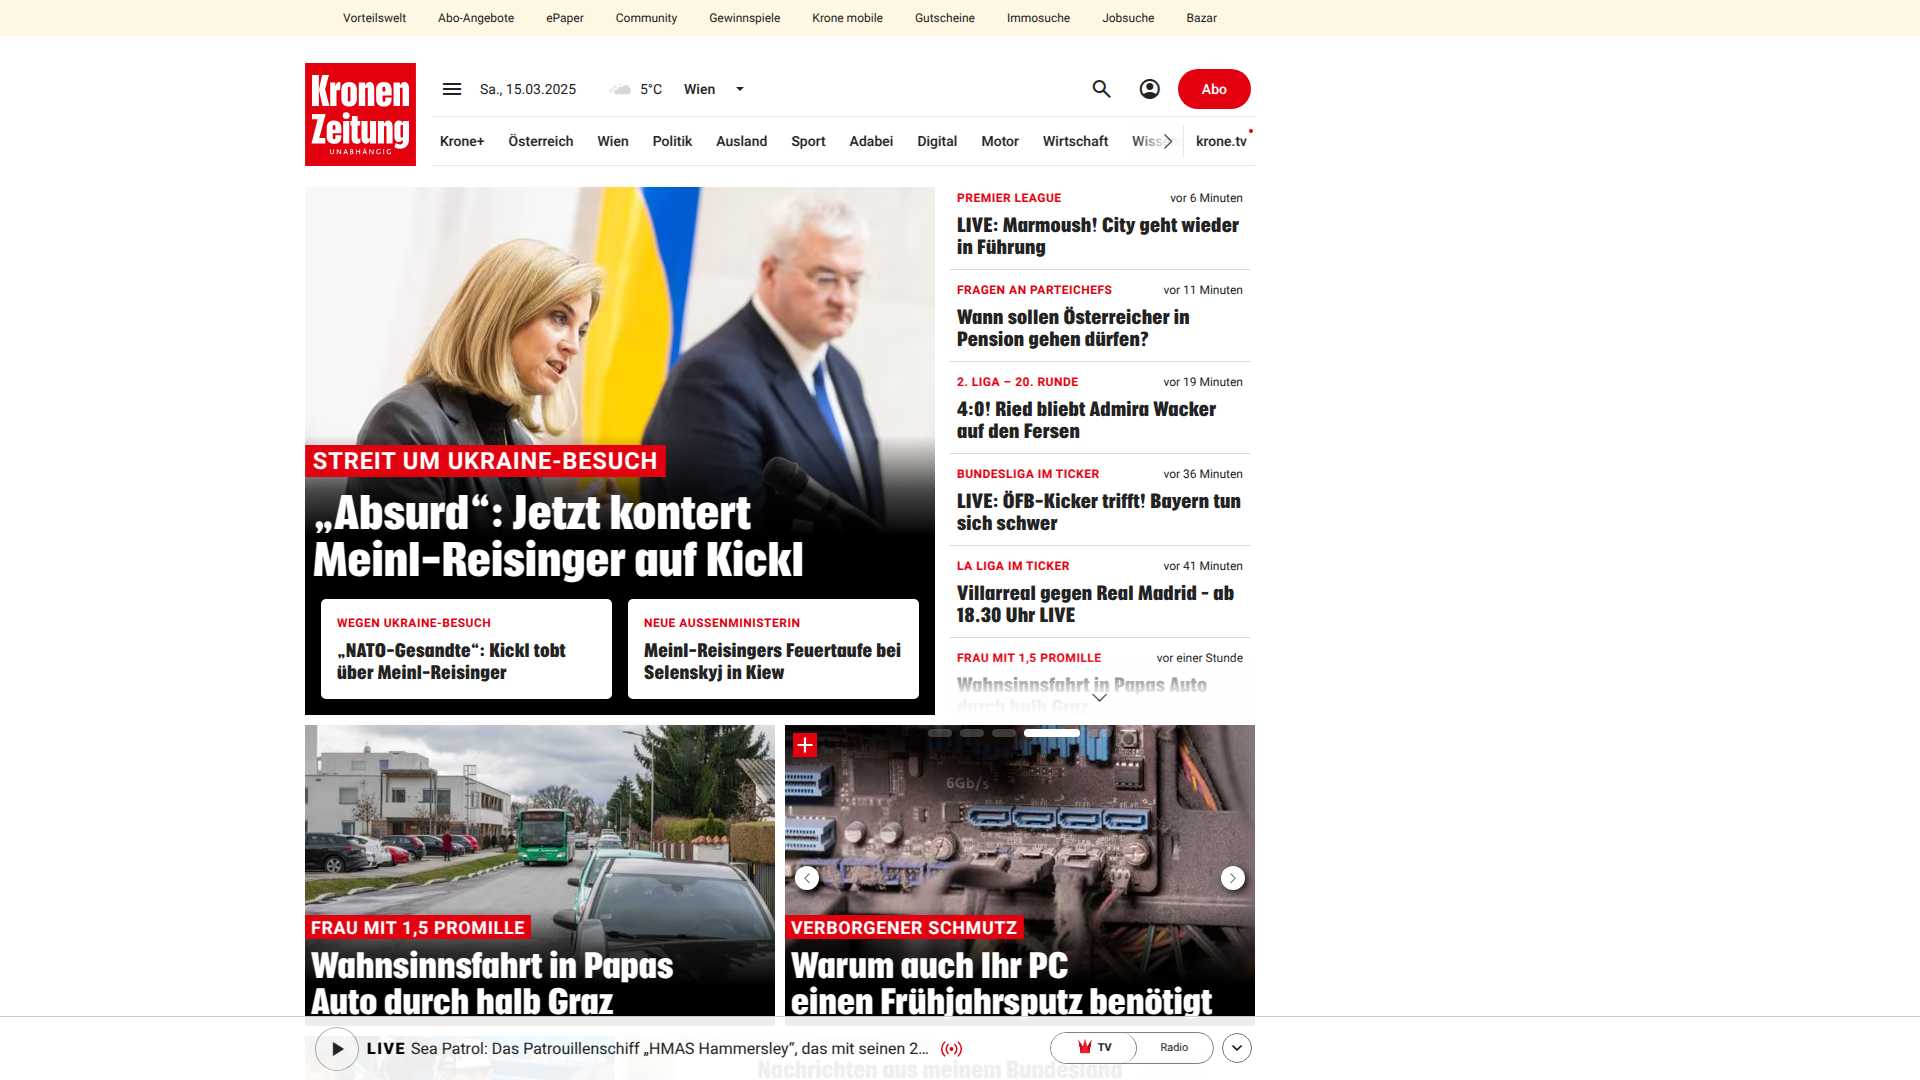 Vorteilswelt Abo-Angebote ePaper Community Gewinnspiele Krone mobile Gutscheine Immosuche Jobsuche Bazar
Kronen
Zeitung
UNABHÄNGIG
Sa., 15.03.2025 5°C Wien
Abo
Krone+ Österreich Wien Politik Ausland Sport Adabei Digital Motor Wirtschaft krone.tv
STREIT UM UKRAINE-BESUCH
„Absurd“: Jetzt kontert
Meinl-Reisinger auf Kickl
WEGEN UKRAINE-BESUCH
„NATO-Gesandte“: Kickl tobt
über Meinl-Reisinger
NEUE AUSSENMINISTERIN
Meinl-Reisingers Feuertaufe bei
Selenskyj in Kiew
PREMIER LEAGUE vor 6 Minuten
LIVE: Marmoush! City geht wieder
in Führung
FRAGEN AN PARTEICHEFS vor 11 Minuten
Wann sollen Österreicher in
Pension gehen dürfen?
2. LIGA – 20. RUNDE vor 19 Minuten
4:0! Ried bliebt Admira Wacker
auf den Fersen
BUNDESLIGA IM TICKER vor 36 Minuten
LIVE: ÖFB-Kicker trifft! Bayern tun
sich schwer
LA LIGA IM TICKER vor 41 Minuten
Villarreal gegen Real Madrid - ab
18.30 Uhr LIVE
FRAU MIT 1,5 PROMILLE vor einer Stunde
Wahnsinnsfahrt in Papas Auto
durch halb Graz
FRAU MIT 1,5 PROMILLE
Wahnsinnsfahrt in Papas
Auto durch halb Graz
6Gb/s
VERBORGENER SCHMUTZ
Warum auch Ihr PC
einen Frühjahrsputz benötigt
LIVE Sea Patrol: Das Patrouillenschiff „HMAS Hammersley“, das mit seinen 2...
TV Radio
Nachrichten aus meinem Bundesland